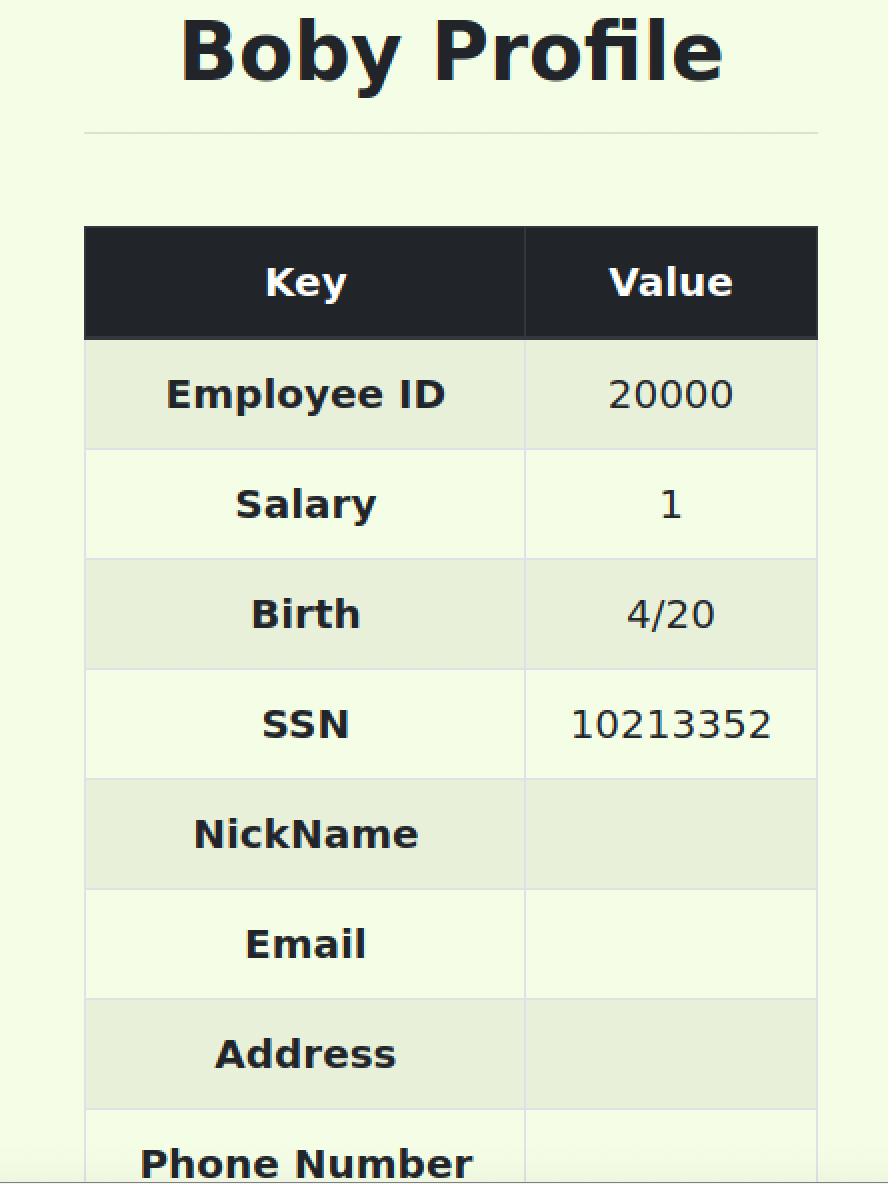 Boby Profile
Key Value
Employee ID 20000
Salary 1
Birth 4/20
SSN 10213352
NickName
Email
Address
Phone Number